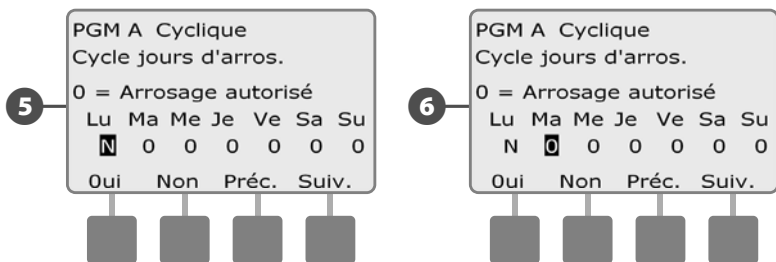 5
PGM A Cyclique
Cycle jours d'arros.
0 = Arrosage autorisé
Lu Ma Me Je Ve Sa Su
N 0 0 0 0 0 0
0ui Non Préc. Suiv.
6
PGM A Cyclique
Cycle jours d'arros.
0 = Arrosage autorisé
Lu Ma Me Je Ve Sa Su
N 0 0 0 0 0 0
0ui Non Préc. Suiv.